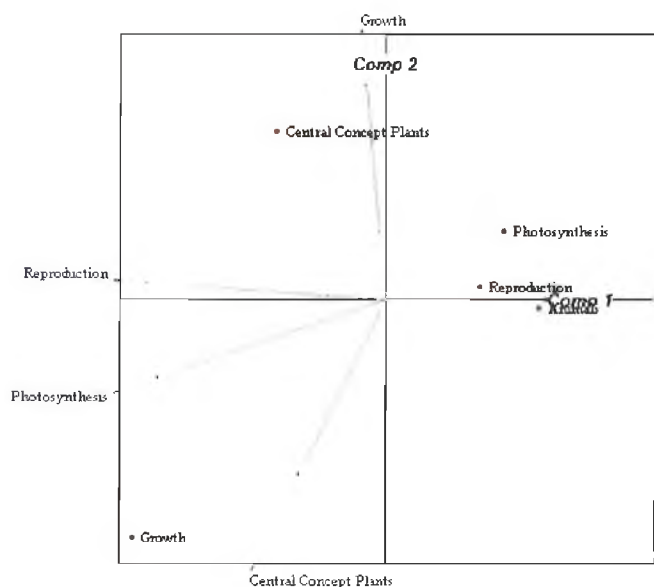 Growth
Comp 2
Central Concept Plants
Photosynthesis
Reproduction
Reproduction
Comp 1
Photosynthesis
Growth
Central Concept Plants